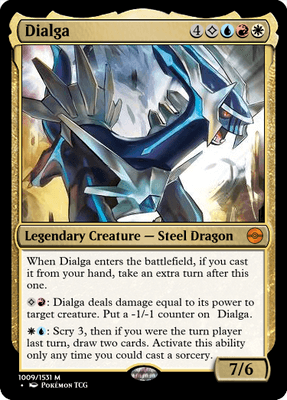 Dialga
4
Legendary Creature — Steel Dragon
When Dialga enters the battlefield, if you cast
it from your hand, take an extra turn after this
one.
: Dialga deals damage equal to its power to
target creature. Put a -1/-1 counter on Dialga.
: Scry 3, then if you were the turn player
last turn, draw two cards. Activate this ability
only any time you could cast a sorcery.
7/6
1009/1531 M
• Pokémon TCG